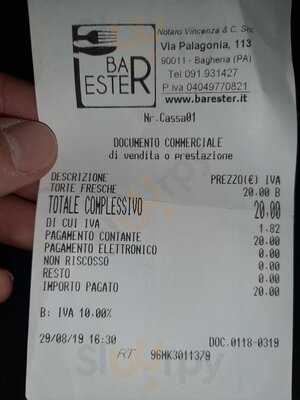 BAR
LESTER
Notaro Vincenza & C. Snc
Via Palagonia, 113
90011 - Bagheria (PA)
Tel 091.931427
P.iva 04049770821
www.barester.it
Nr.Cassa01
DOCUMENTO COMMERCIALE
di vendita o prestazione
DESCRIZIONE PREZZO(€) IVA
TORTE FRESCHE 20.00 B
TOTALE COMPLESSIVO 20.00
DI CUI IVA 1.82
PAGAMENTO CONTANTE 20.00
PAGAMENTO ELETTRONICO 0.00
NON RISCOSSO 0.00
RESTO 0.00
IMPORTO PAGATO 20.00
B: IVA 10.00%
29/08/19 16:30 DOC.0118-0319
RT 96MK3011379